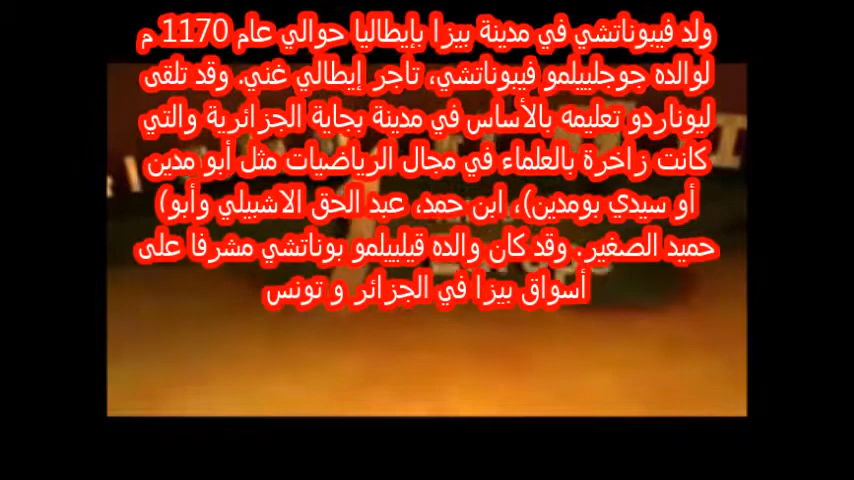 ولد فيبوناتشي في مدينة بيزا بإيطاليا حوالي عام 1170 م
لوالده جوجلييلمو فيبوناتشي، تاجر إيطالي غني. وقد تلقى
ليوناردو تعليمه بالأساس في مدينة بجاية الجزائرية والتي
كانت زاخرة بالعلماء في مجال الرياضيات مثل أبو مدين
أو سيدي بومدين)، ابن حمد، عبد الحق الاشبيلي وأبو)
حميد الصغير. وقد كان والده قيلبيلمو بوناتشي مشرفا على
أسواق بيزا في الجزائر و تونس